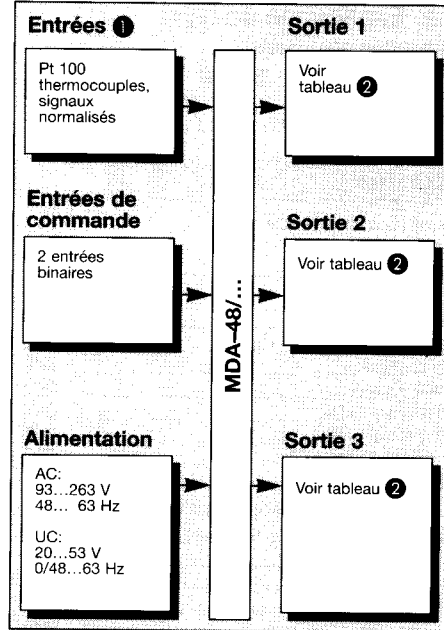 Entrées ❶
Pt 100
thermocouples,
signaux
normalisés
Entrées de
commande
2 entrées
binaires
Alimentation
AC:
93...263 V
48... 63 Hz
UC:
20...53 V
0/48...63 Hz
MDA–48/...
Sortie 1
Voir
tableau ❷
Sortie 2
Voir tableau ❷
Sortie 3
Voir tableau ❷